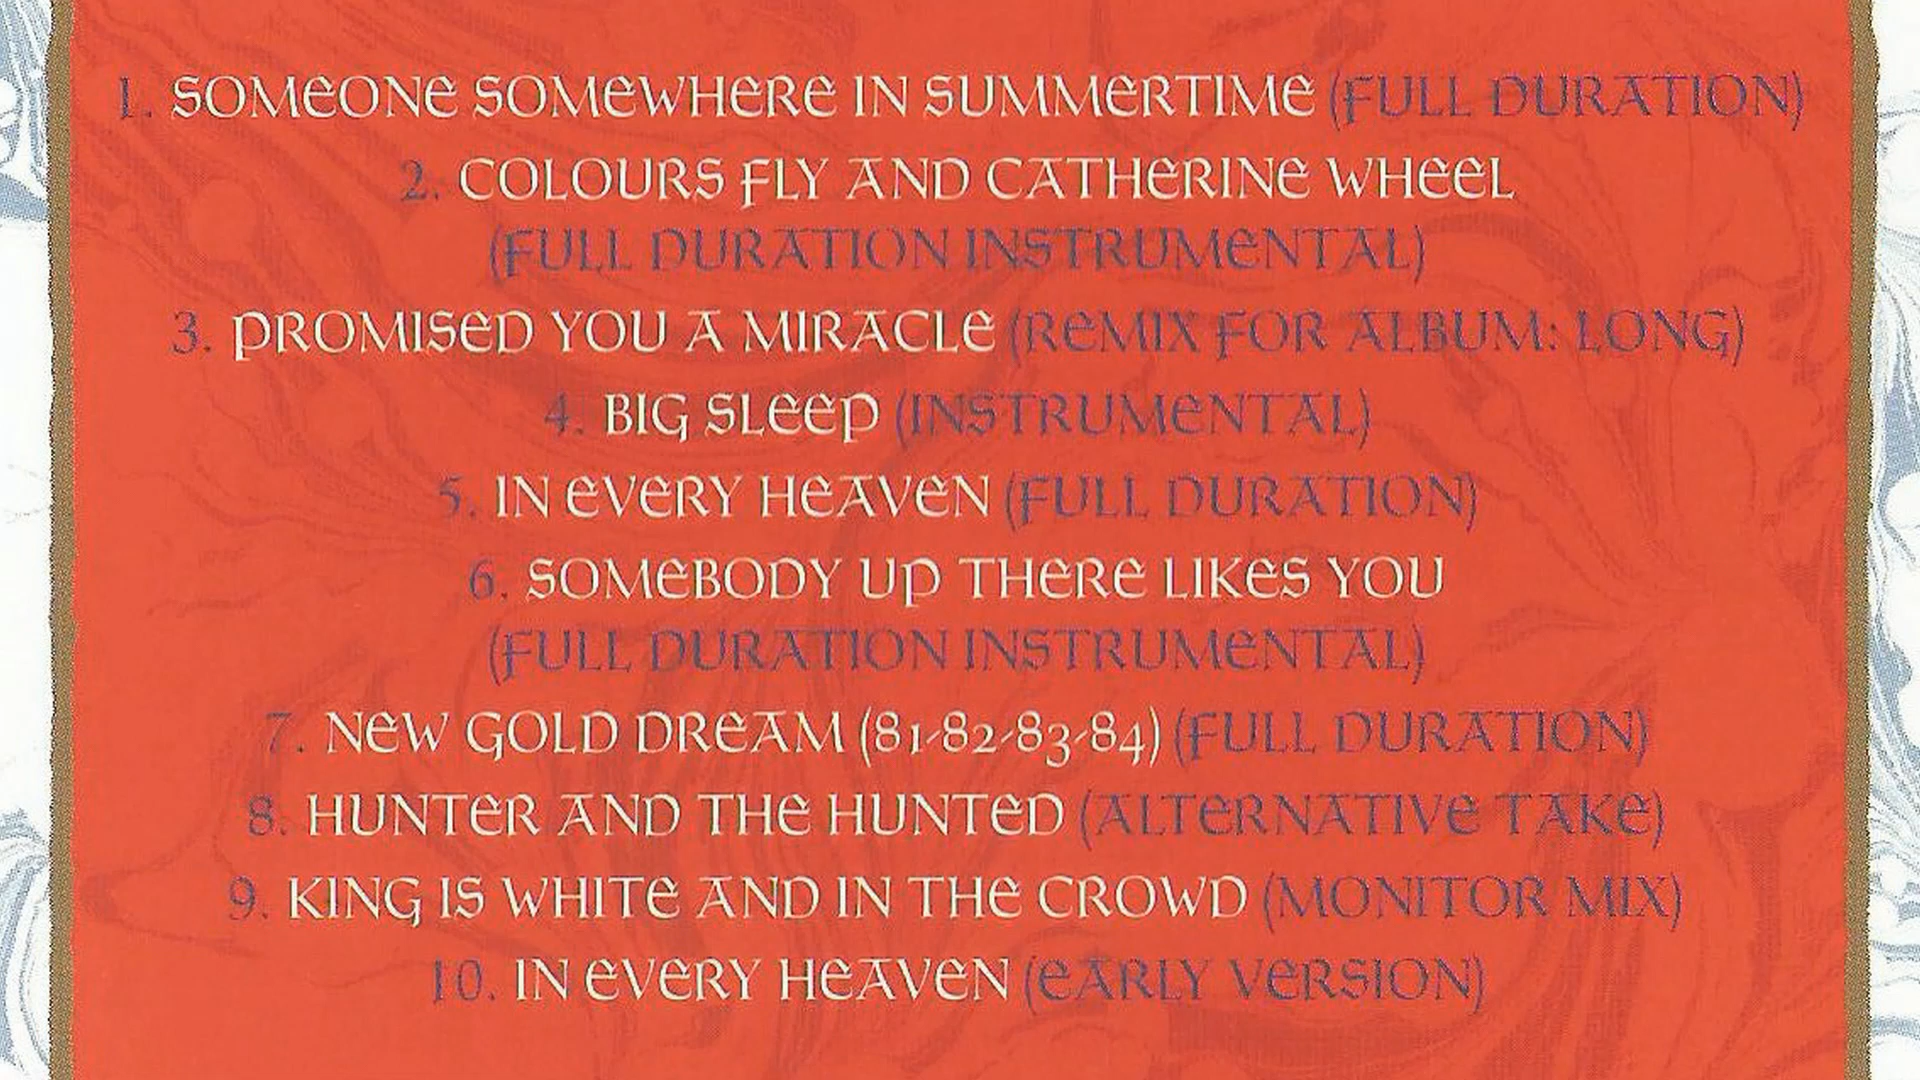 1. SOMEONE SOMEWHERE IN SUMMERTIME (FULL DURATION)
2. COLOURS FLY AND CATHERINE WHEEL
(FULL DURATION INSTRUMENTAL)
3. PROMISED YOU A MIRACLE (REMIX FOR ALBUM: LONG)
4. BIG SLEEP (INSTRUMENTAL)
5. IN EVERY HEAVEN (FULL DURATION)
6. SOMEBODY UP THERE LIKES YOU
(FULL DURATION INSTRUMENTAL)
7. NEW GOLD DREAM (81-82-83-84) (FULL DURATION)
8. HUNTER AND THE HUNTED (ALTERNATIVE TAKE)
9. KING IS WHITE AND IN THE CROWD (MONITOR MIX)
10. IN EVERY HEAVEN (EARLY VERSION)